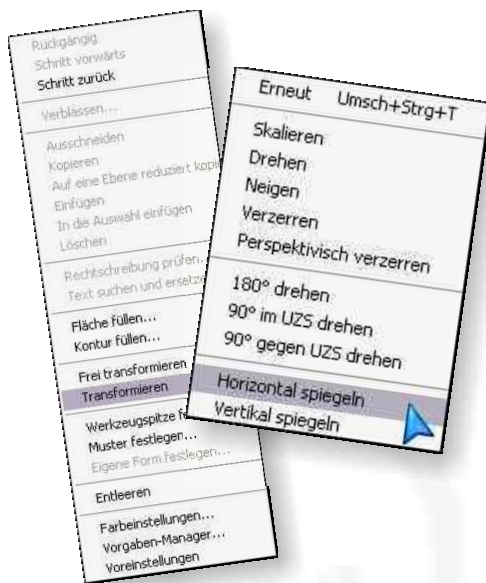 Rückgängig
Schritt vorwärts
Schritt zurück
Verblassen...
Ausschneiden
Kopieren
Auf eine Ebene reduziert kopi
Einfügen
In die Auswahl einfügen
Löschen
Rechtschreibung prüfen..
Text suchen und ersetze
Fläche füllen...
Kontur füllen...
Frei transformieren
Transformieren
Werkzeugspitze fe
Muster festlegen...
Eigene Form festlegen...
Entleeren
Farbeinstellungen...
Vorgaben-Manager...
Voreinstellungen
Erneut Umsch+Strg+T
Skalieren
Drehen
Neigen
Verzerren
Perspektivisch verzerren
180° drehen
90° im UZS drehen
90° gegen UZS drehen
Horizontal spiegeln
Vertikal spiegeln